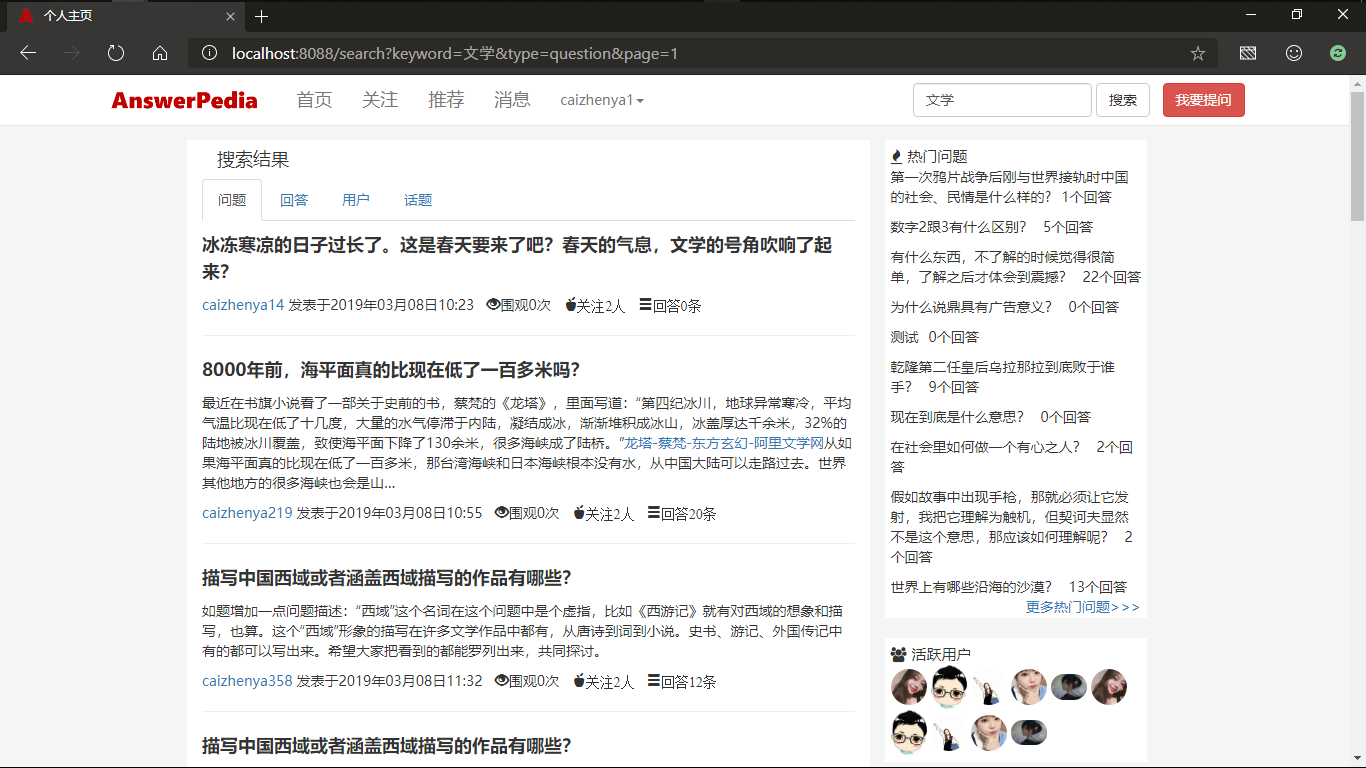 个人主页
localhost:8088/search?keyword=文学&type=question&page=1
AnswerPedia 首页 关注 推荐 消息 caizhenya1 文学 搜索 我要提问
搜索结果
问题 回答 用户 话题
冰冻寒凉的日子过长了。这是春天要来了吧？春天的气息，文学的号角吹响了起
来？
caizhenya14 发表于2019年03月08日10:23 围观0次 关注2人 回答0条
8000年前，海平面真的比现在低了一百多米吗？
最近在书旗小说看了一部关于史前的书，蔡梵的《龙塔》，里面写道：“第四纪冰川，地球异常寒冷，平均
气温比现在低了十几度，大量的水气停滞于内陆，凝结成冰，渐渐堆积成冰山，冰盖厚达千余米，32%的
陆地被冰川覆盖，致使海平面下降了130余米，很多海峡成了陆桥。”龙塔-蔡梵-东方玄幻-阿里文学网从如
果海平面真的比现在低了一百多米，那台湾海峡和日本海峡根本没有水，从中国大陆可以走路过去。世界
其他地方的很多海峡也会是山...
caizhenya219 发表于2019年03月08日10:55 围观0次 关注2人 回答20条
描写中国西域或者涵盖西域描写的作品有哪些？
如题增加一点问题描述：“西域”这个名词在这个问题中是个虚指，比如《西游记》就有对西域的想象和描
写，也算。这个“西域”形象的描写在许多文学作品中都有，从唐诗到词到小说。史书、游记、外国传记中
有的都可以写出来。希望大家把看到的都能罗列出来，共同探讨。
caizhenya358 发表于2019年03月08日11:32 围观0次 关注2人 回答12条
描写中国西域或者涵盖西域描写的作品有哪些？
热门问题
第一次鸦片战争后刚与世界接轨时中国
的社会、民情是什么样的？ 1个回答
数字2跟3有什么区别？ 5个回答
有什么东西，不了解的时候觉得很简
单，了解之后才体会到震撼？ 22个回答
为什么说鼎具有广告意义？ 0个回答
测试 0个回答
乾隆第二任皇后乌拉那拉到底败于谁
手？ 9个回答
现在到底是什么意思？ 0个回答
在社会里如何做一个有心之人？ 2个回
答
假如故事中出现手枪，那就必须让它发
射，我把它理解为触机，但契诃夫显然
不是这个意思，那应该如何理解呢？ 2
个回答
世界上有哪些沿海的沙漠？ 13个回答
更多热门问题>>>
活跃用户